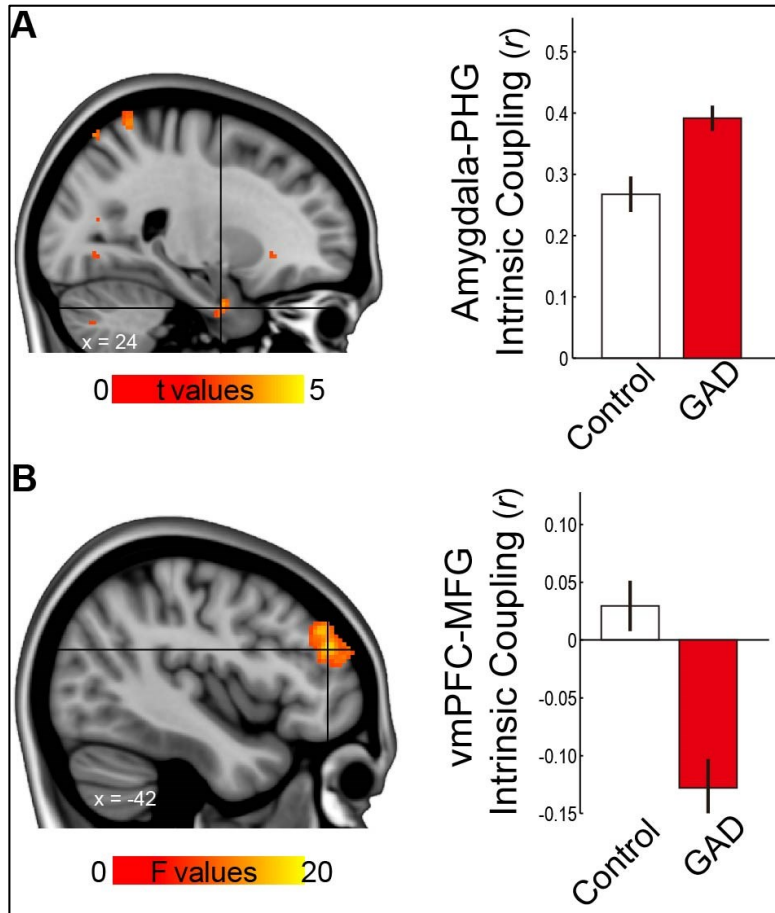 A
x = 24
0 t values 5
Amygdala-PHG
Intrinsic Coupling (r)
0.5
0.4
0.3
0.2
0.1
0
Control
GAD
B
x = -42
0 F values 20
vmPFC-MFG
Intrinsic Coupling (r)
0.10
0.05
0
-0.05
-0.10
-0.15
Control
GAD